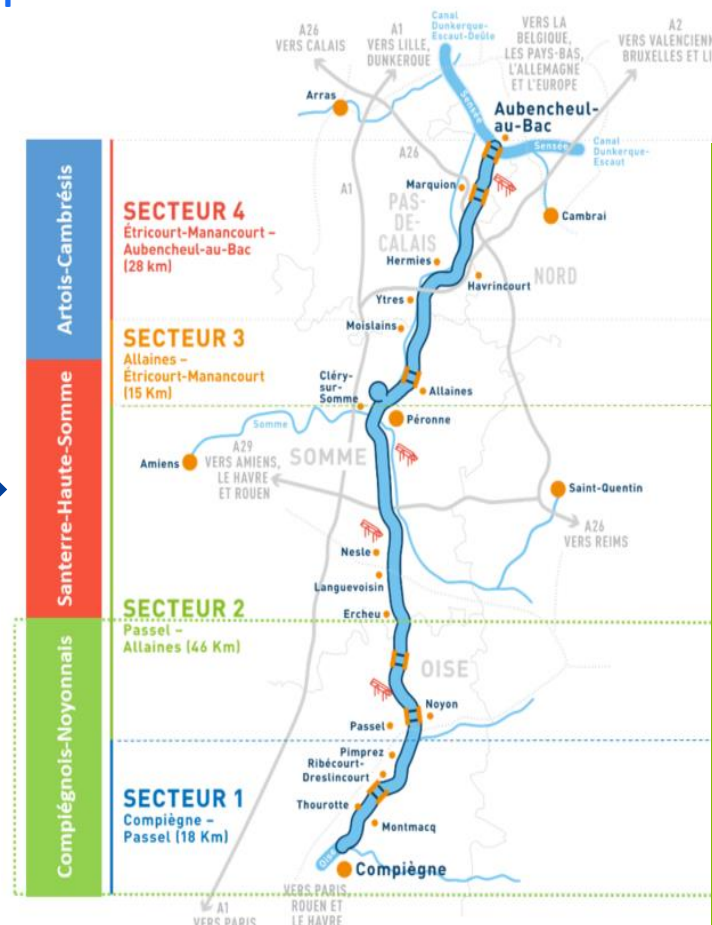 A26
VERS CALAIS
A1
VERS LILLE,
DUNKERQUE
Canal
Dunkerque-
Escaut-Deûle
VERS LA
BELGIQUE,
LES PAYS-BAS,
L'ALLEMAGNE
ET L'EUROPE
A2
VERS VALENCIENN
BRUXELLES ET LI
Arras
Sensée
Aubencheul-
au-Bac
Sensée
Canal
Dunkerque-
Escaut
A26
A1
Marquion
Cambrai
PAS-
DE-
CALAIS
NORD
Hermies
Havrincourt
Ytres
Moislains
Artois-Cambrésis
SECTEUR 4
Étricourt-Manancourt –
Aubencheul-au-Bac
(28 km)
SECTEUR 3
Allaines –
Étricourt-Manancourt
(15 Km)
Cléry-
sur-
Somme
Allaines
Péronne
Somme
Amiens
SOMME
A29
VERS AMIENS,
LE HAVRE
ET ROUEN
Saint-Quentin
A26
VERS REIMS
Santerre-Haute-Somme
Nesle
Languevoisin
Ercheu
SECTEUR 2
Passel –
Allaines (46 Km)
OISE
Noyon
Passel
Compiégnois-Noyonnais
Pimprez
Ribécourt-
Dreslincourt
SECTEUR 1
Compiègne –
Passel (18 Km)
Thourotte
Montmacq
Oise
Compiègne
A1
VERS PARIS
VERS PARIS,
ROUEN ET
LE HAVRE